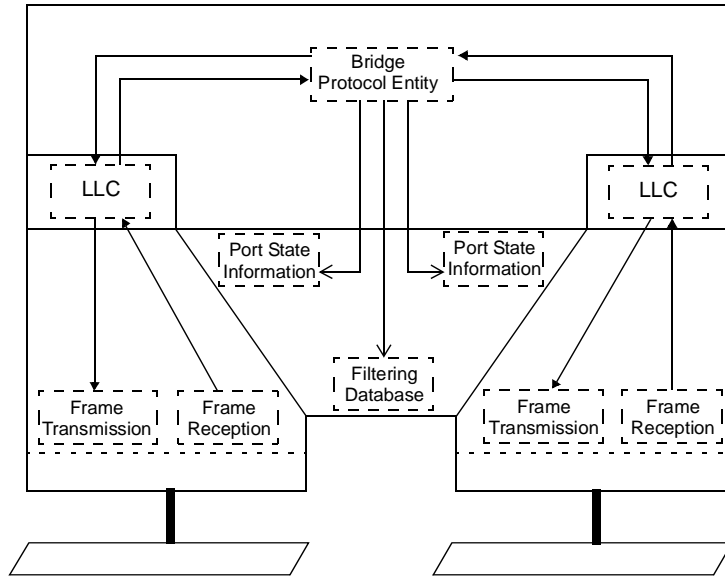 Bridge
Protocol Entity
LLC
LLC
Port State
Information
Port State
Information
Filtering
Database
Frame
Transmission
Frame
Reception
Frame
Transmission
Frame
Reception